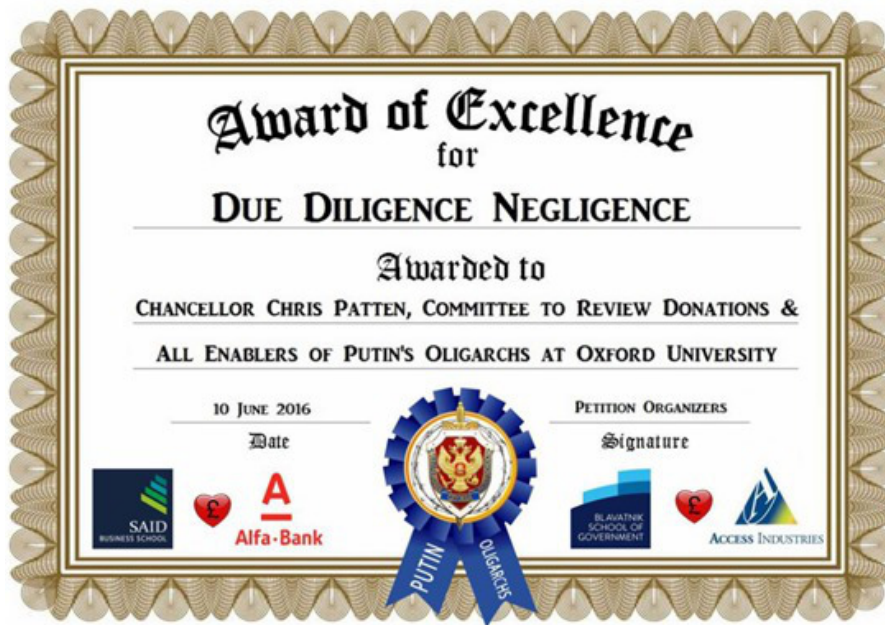 Award of Excellence
for
DUE DILIGENCE NEGLIGENCE
Awarded to
CHANCELLOR CHRIS PATTEN, COMMITTEE TO REVIEW DONATIONS &
ALL ENABLERS OF PUTIN'S OLIGARCHS AT OXFORD UNIVERSITY
10 JUNE 2016
PETITION ORGANIZERS
Date
Signature
SAID
BUSINESS SCHOOL
£
A
Alfa·Bank
PUTIN
OLIGARCHS
BLAVATNIK
SCHOOL OF
GOVERNMENT
£
A
ACCESS INDUSTRIES